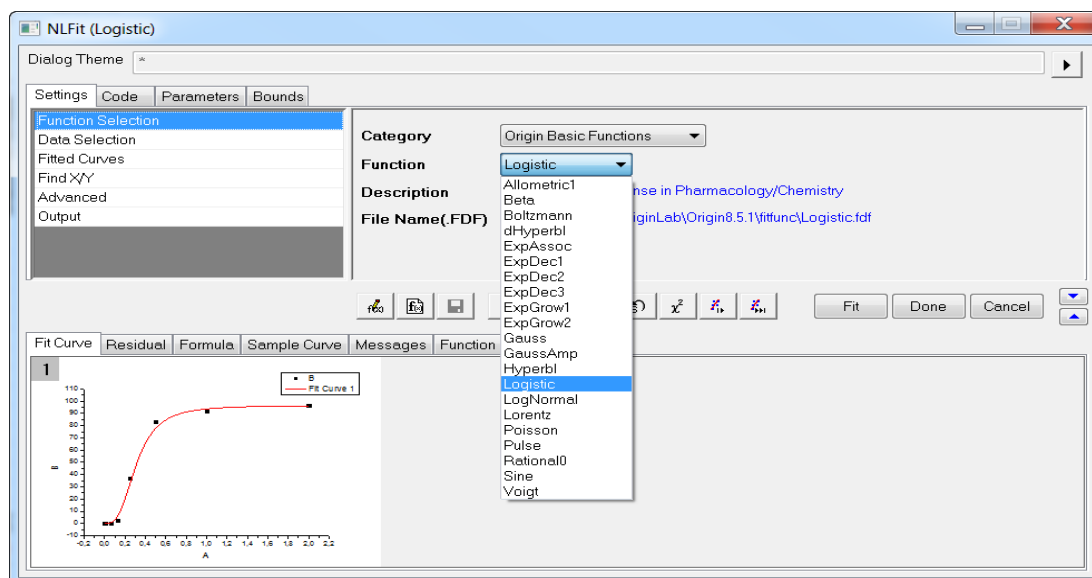 NLFit (Logistic)
Dialog Theme *
Settings Code Parameters Bounds
Function Selection
Data Selection
Fitted Curves
Find X/Y
Advanced
Output
Category Origin Basic Functions
Function Logistic
Description nse in Pharmacology/Chemistry
File Name(.FDF) iginLab\Origin8.5.1\fitfunc\Logistic.fdf
Allometric1
Beta
Boltzmann
dHyperbl
ExpAssoc
ExpDec1
ExpDec2
ExpDec3
ExpGrow1
ExpGrow2
Gauss
GaussAmp
Hyperbl
Logistic
LogNormal
Lorentz
Poisson
Pulse
Rational0
Sine
Voigt
χ²
Fit Done Cancel
Fit Curve Residual Formula Sample Curve Messages Function
1
B
Fit Curve 1
110
100
90
80
70
60
50
40
30
20
10
0
-10
B
-0,2 0,0 0,2 0,4 0,6 0,8 1,0 1,2 1,4 1,6 1,8 2,0 2,2
A